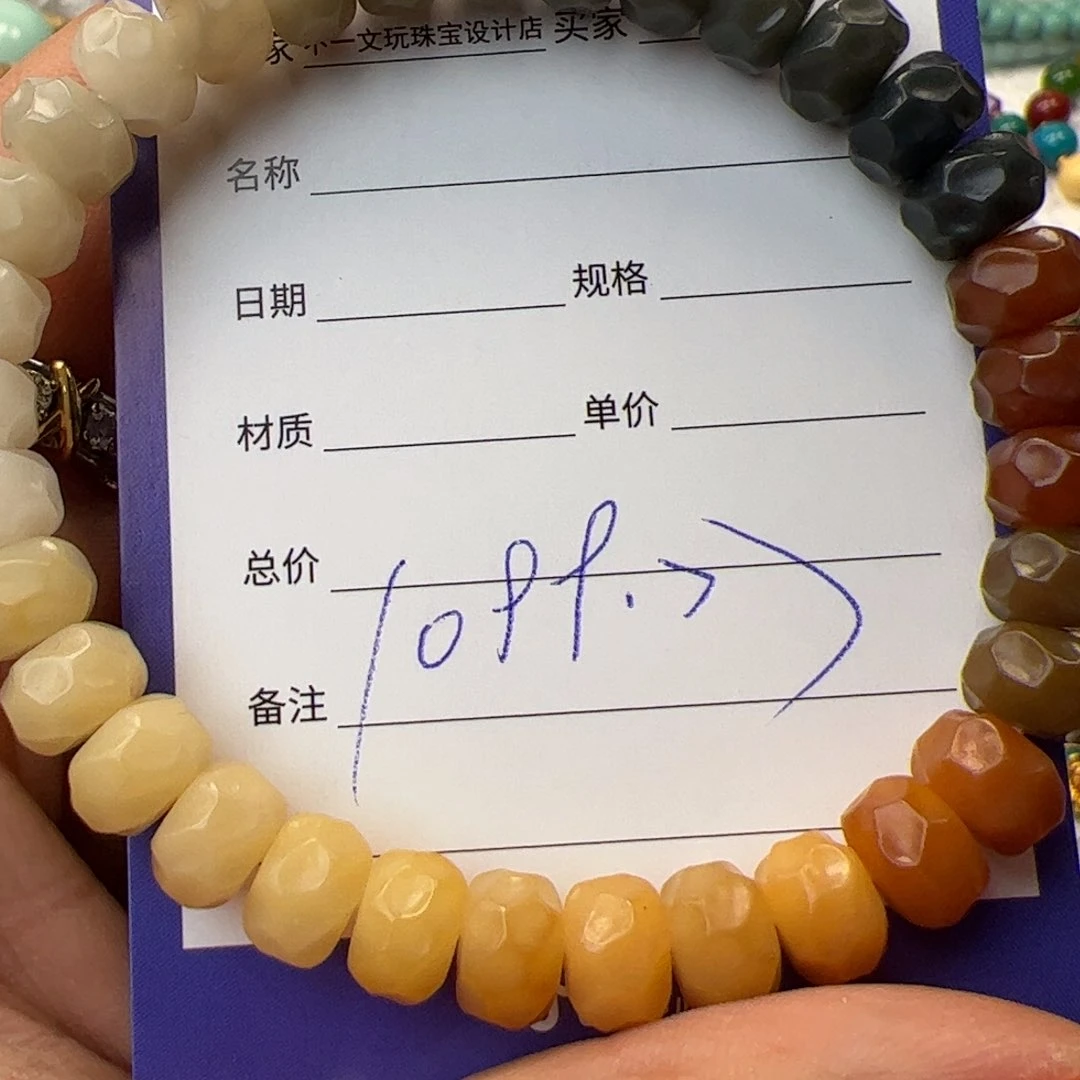 家 不一文玩珠宝设计店 买家
名称
日期 规格
材质 单价
总价
备注